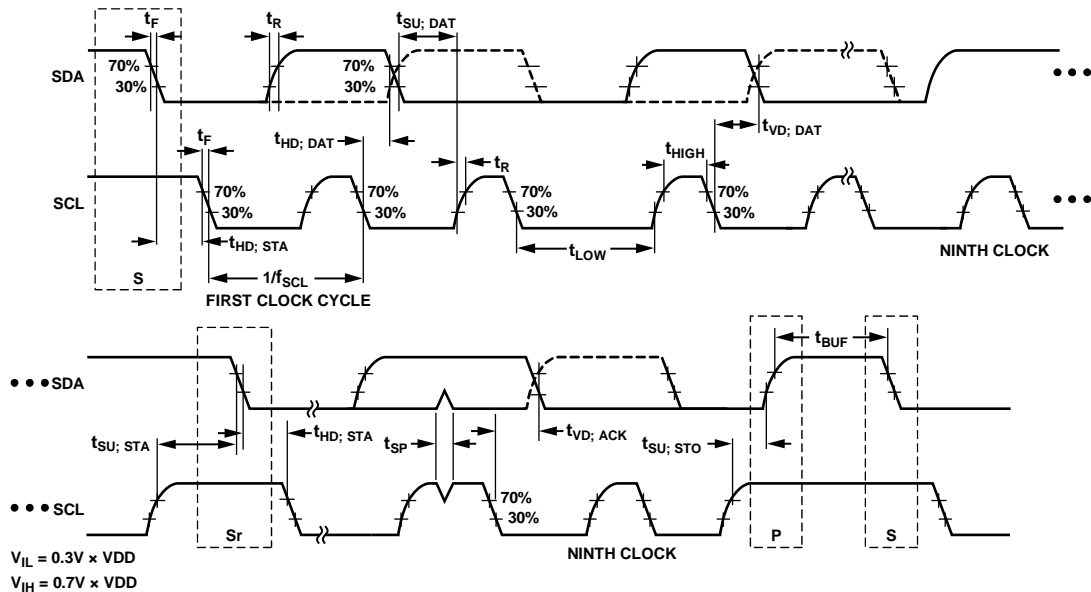 tF
tR
tSU; DAT
SDA
70%
30%
70%
30%
tF
tHD; DAT
tR
tHIGH
tVD; DAT
SCL
70%
30%
70%
30%
70%
30%
70%
30%
tHD; STA
tLOW
NINTH CLOCK
S
1/fSCL
FIRST CLOCK CYCLE
tBUF
SDA
tSU; STA
tHD; STA
tSP
tVD; ACK
tSU; STO
SCL
70%
30%
Sr
NINTH CLOCK
P
S
VIL = 0.3V × VDD
VIH = 0.7V × VDD